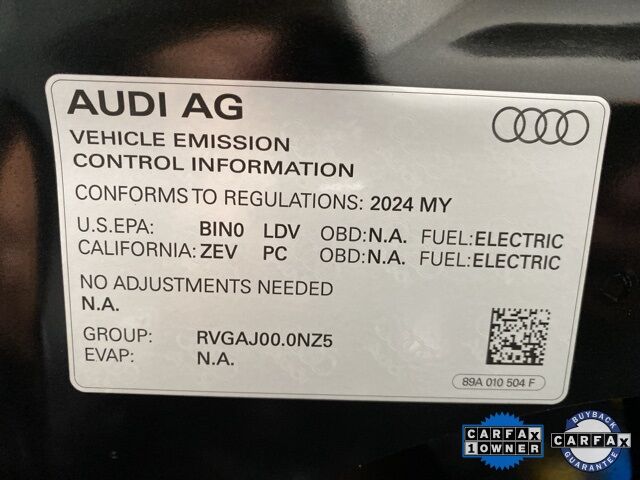 AUDI AG
VEHICLE EMISSION
CONTROL INFORMATION
CONFORMS TO REGULATIONS: 2024 MY
U.S.EPA: BIN0 LDV OBD:N.A. FUEL:ELECTRIC
CALIFORNIA: ZEV PC OBD:N.A. FUEL:ELECTRIC
NO ADJUSTMENTS NEEDED
N.A.
GROUP: RVGAJ00.0NZ5
EVAP: N.A.
89A 010 504 F
CARFAX
1 OWNER
BUYBACK
CARFAX
GUARANTEE